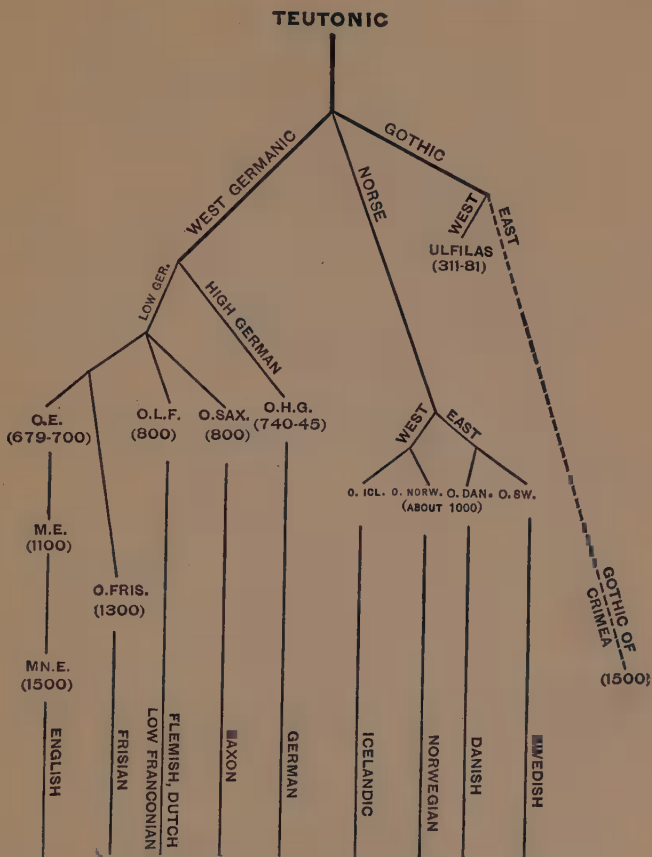 TEUTONIC
GOTHIC
WEST GERMANIC
NORSE
WEST
EAST
ULFILAS
(311-81)
LOW GER.
HIGH GERMAN
O.E.
(679-700)
O.L.F.
(800)
O.SAX.
(800)
O.H.G.
(740-45)
WEST
EAST
O. ICL.
O. NORW.
O. DAN.
O. SW.
(ABOUT 1000)
M.E.
(1100)
O.FRIS.
(1300)
GOTHIC OF
CRIMEA
(1500)
MN.E.
(1500)
ENGLISH
FRISIAN
FLEMISH, DUTCH
LOW FRANCONIAN
AXON
GERMAN
ICELANDIC
NORWEGIAN
DANISH
WEDISH